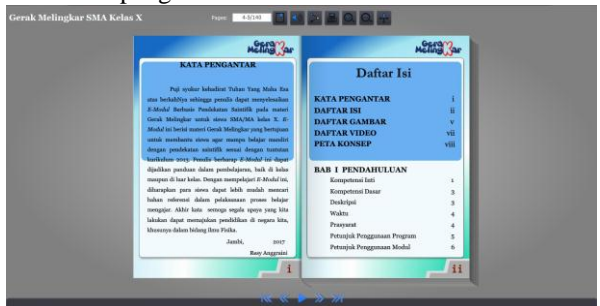 Gerak Melingkar SMA Kelas X
Pages: 4-5/140
Gerak
Melingkar
KATA PENGANTAR
Puji syukur kehadirat Tuhan Yang Maha Esa
atas berkahNya sehingga penulis dapat menyelesaikan
E-Modul Berbasis Pendekatan Saintifik pada materi
Gerak Melingkar untuk siswa SMA/MA kelas X. E-
Modul ini berisi materi Gerak Melingkar yang bertujuan
untuk membantu siswa agar mampu belajar mandiri
dengan pendekatan saintifik sesuai dengan tuntutan
kurikulum 2013. Penulis berharap E-Modul ini dapat
dijadikan panduan dalam pembelajaran, baik di kelas
maupun di luar kelas. Dengan mempelajari E-Modul ini,
diharapkan para siswa dapat lebih mudah mencari
bahan referensi dalam pelaksanaan proses belajar
mengajar. Akhir kata semoga segala upaya yang kita
lakukan dapat memajukan pendidikan di negara kita,
khususnya dalam bidang ilmu Fisika.
Jambi, 2017
Resy Anggraini
i
Gerak
Melingkar
Daftar Isi
KATA PENGANTAR i
DAFTAR ISI ii
DAFTAR GAMBAR v
DAFTAR VIDEO vii
PETA KONSEP viii
BAB I PENDAHULUAN
Kompetensi Inti 1
Kompetensi Dasar 3
Deskripsi 3
Waktu 4
Prasyarat 4
Petunjuk Penggunaan Program 5
Petunjuk Penggunaan Modul 6
ii